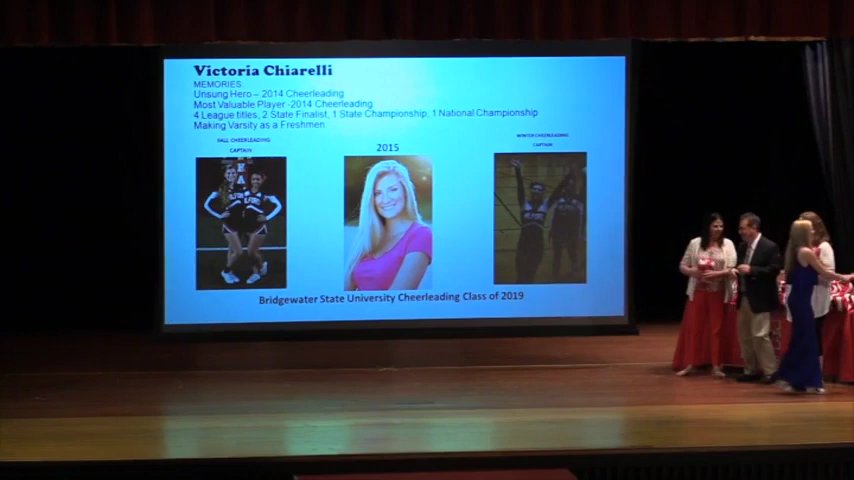 Victoria Chiarelli
MEMORIES:
Unsung Hero – 2014 Cheerleading
Most Valuable Player -2014 Cheerleading
4 League titles, 2 State Finalist, 1 State Championship, 1 National Championship
Making Varsity as a Freshmen
FALL CHEERLEADING
CAPTAIN
2015
WINTER CHEERLEADING
CAPTAIN
Bridgewater State University Cheerleading Class of 2019